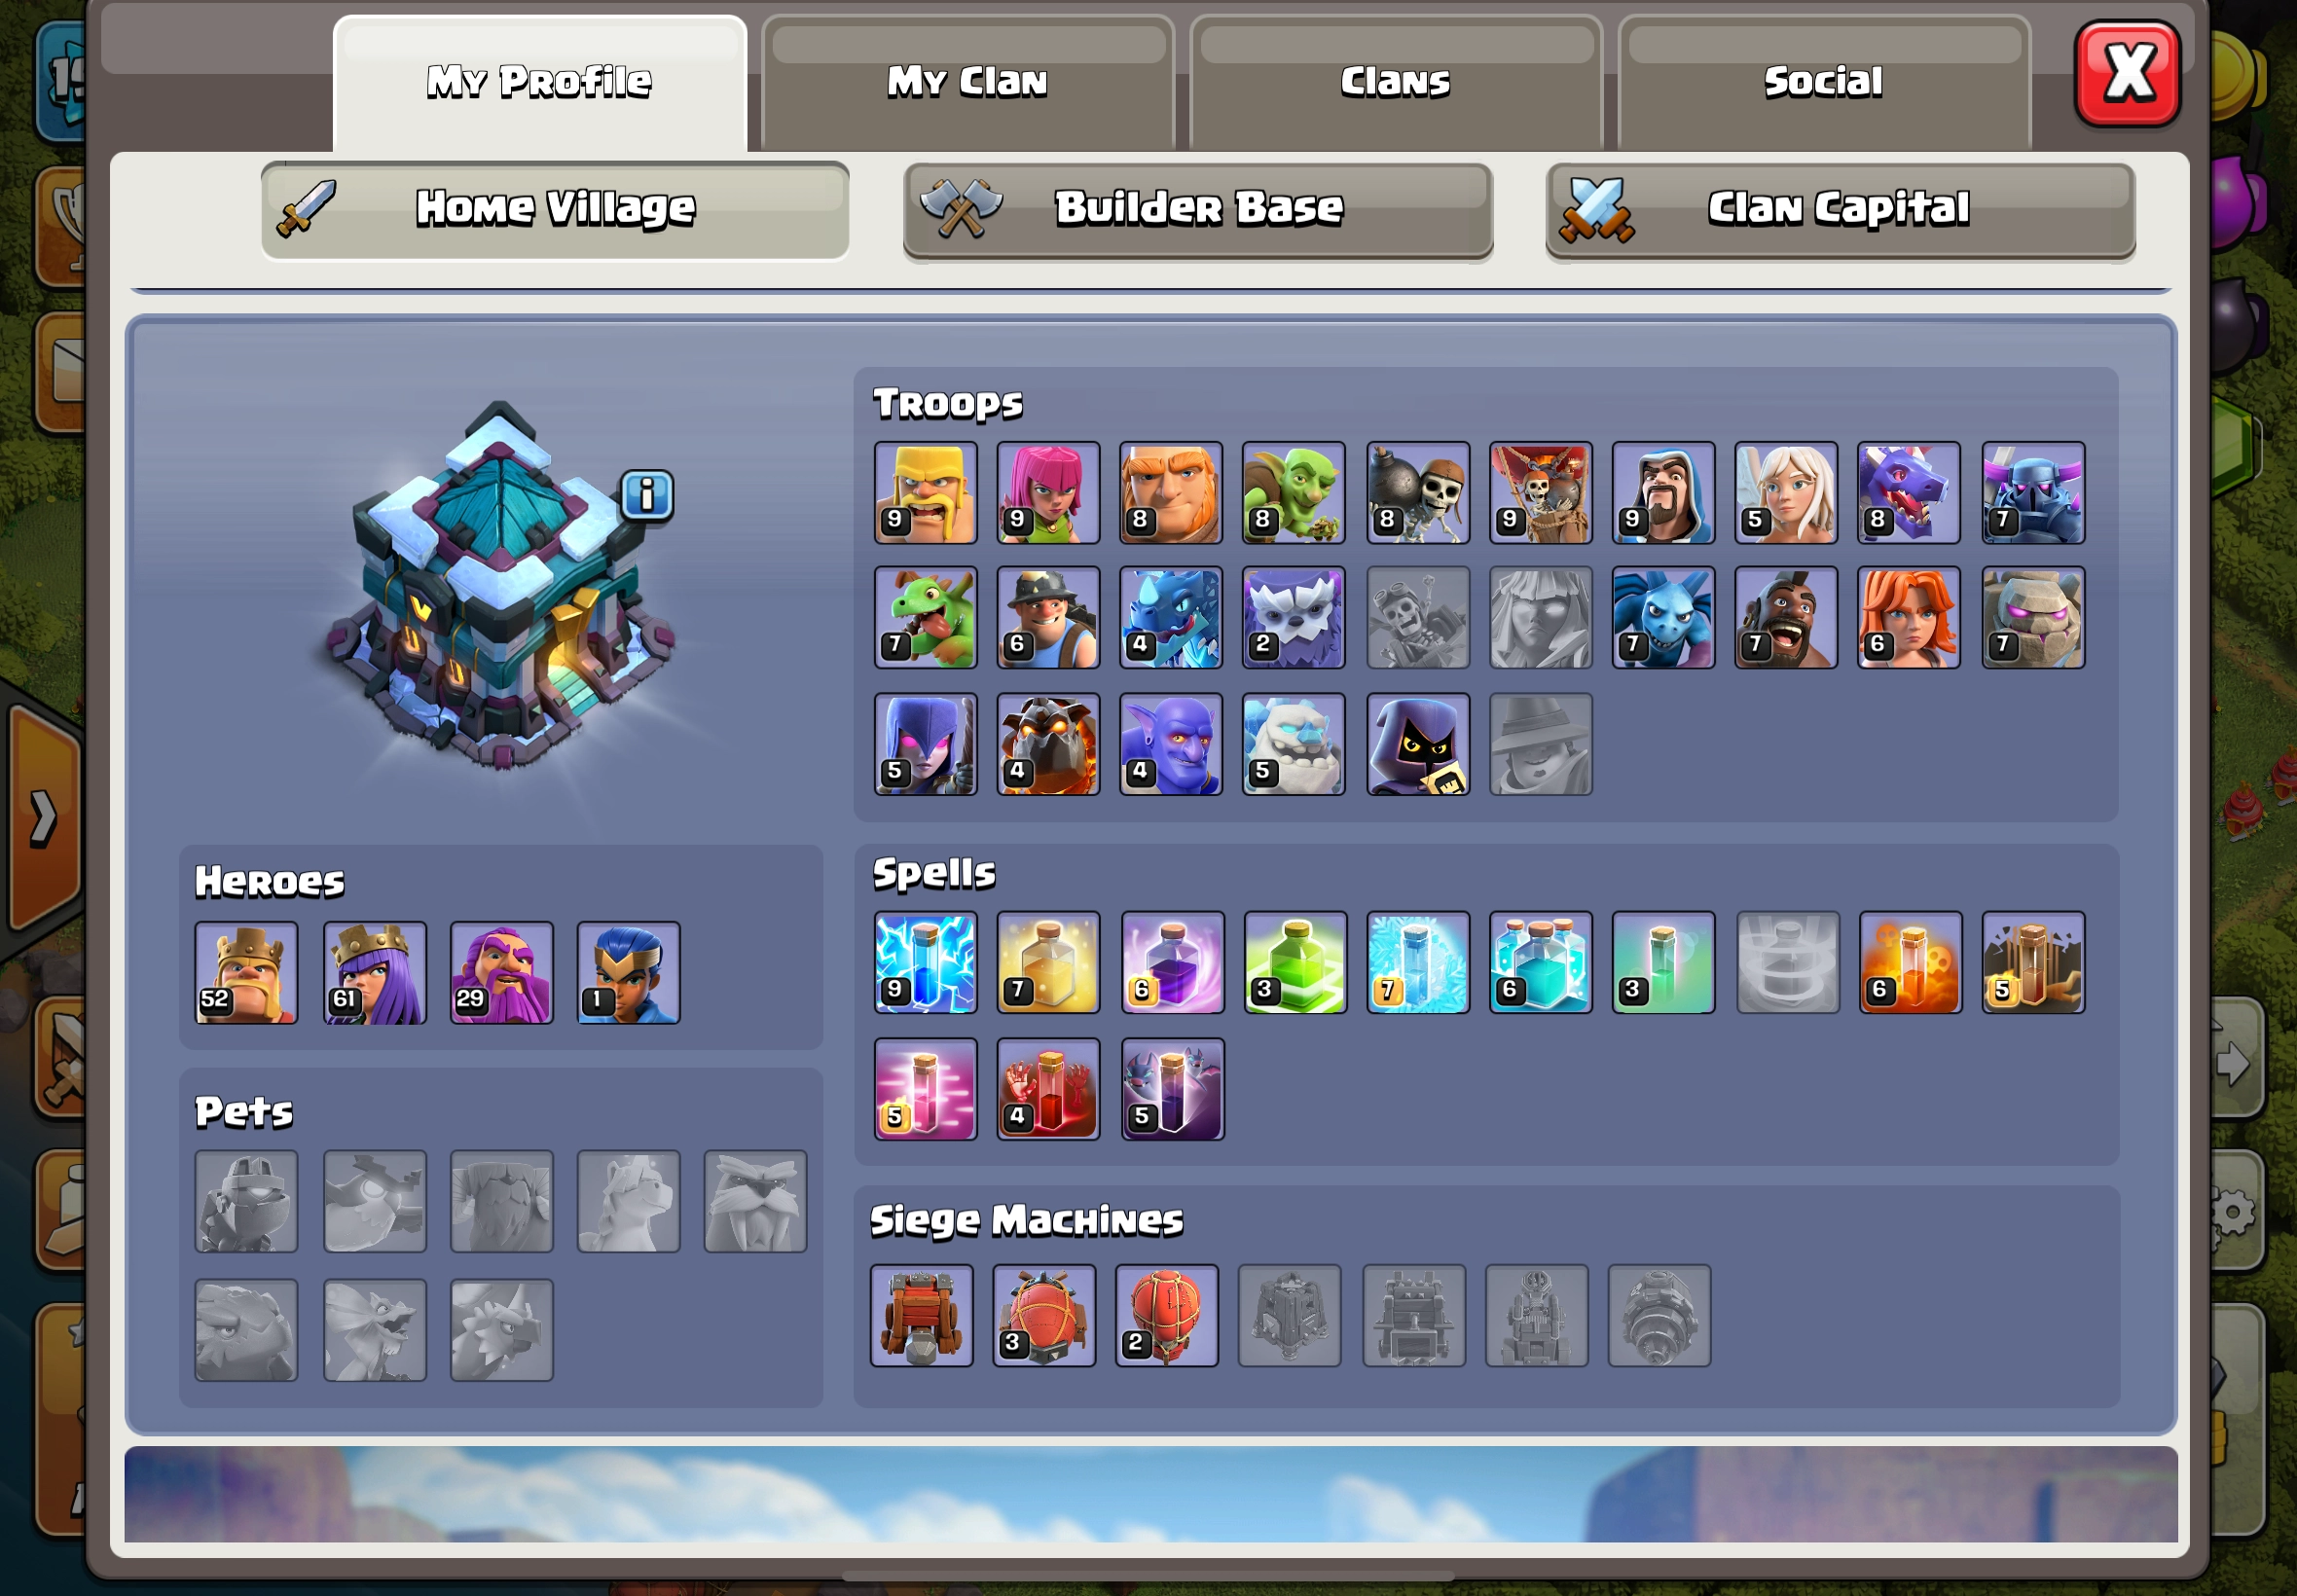 My Profile
My Clan
Clans
Social
X
Home Village
Builder Base
Clan Capital
i
Troops
9 9 8 8 8 9 9 5 8 7
7 6 4 2 7 7 6 7
5 4 4 5
Heroes
52 61 29 1
Pets
Spells
9 7 6 3 7 6 3 6 5
5 4 5
Siege Machines
3 2